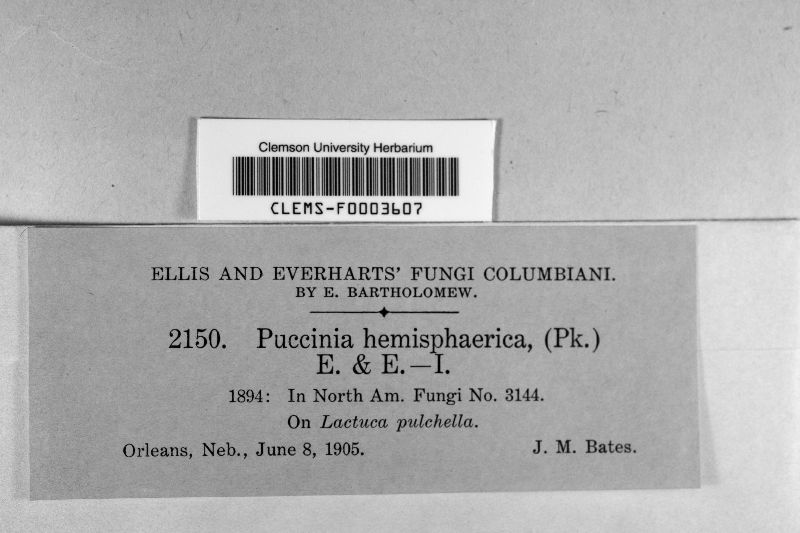 Clemson University Herbarium
CLEMS-F0003607
ELLIS AND EVERHARTS' FUNGI COLUMBIANI.
BY E. BARTHOLOMEW.
2150. Puccinia hemisphaerica, (Pk.)
E. & E.—I.
1894: In North Am. Fungi No. 3144.
On Lactuca pulchella.
Orleans, Neb., June 8, 1905. J. M. Bates.